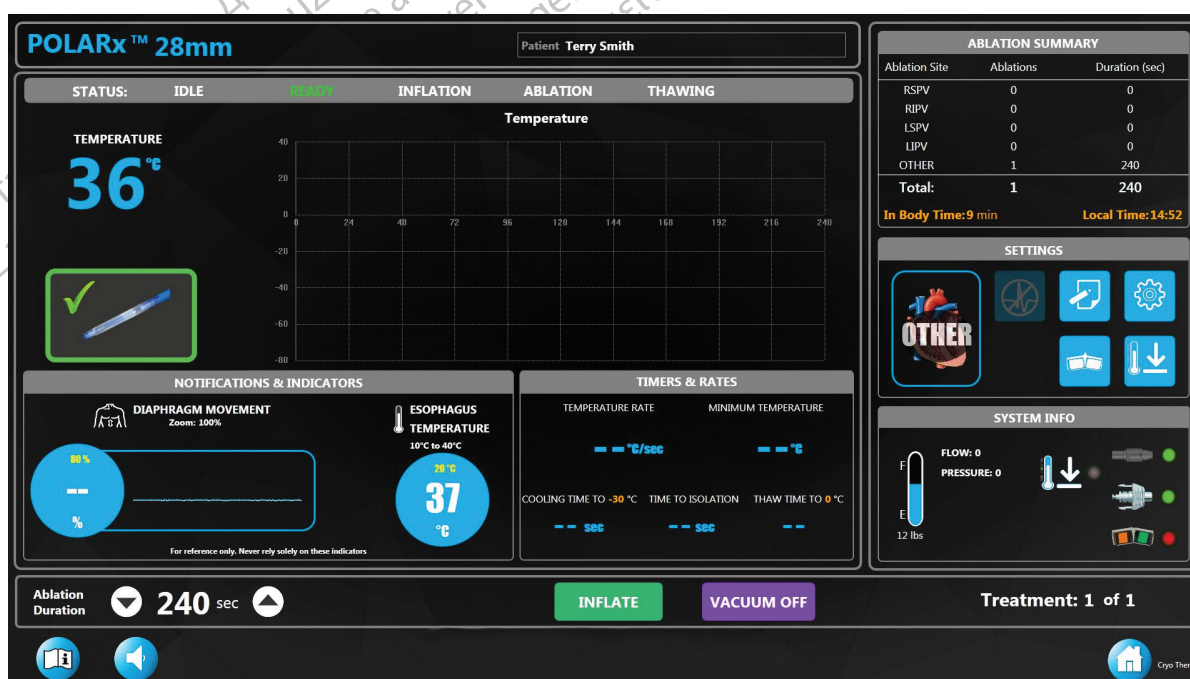 POLARx™ 28mm
Patient Terry Smith
STATUS: IDLE READY INFLATION ABLATION THAWING
TEMPERATURE
36°C
Temperature
40
20
0
0 24 48 72 96 120 144 168 192 216 240
-20
-40
-60
-80
NOTIFICATIONS & INDICATORS
DIAPHRAGM MOVEMENT
Zoom: 100%
80 %
--
%
ESOPHAGUS
TEMPERATURE
10°C to 40°C
20 °C
37
°C
For reference only. Never rely solely on these indicators
TIMERS & RATES
TEMPERATURE RATE MINIMUM TEMPERATURE
-- °C/sec -- °C
COOLING TIME TO -30 °C TIME TO ISOLATION THAW TIME TO 0 °C
-- sec -- sec --
ABLATION SUMMARY
Ablation Site Ablations Duration (sec)
RSPV 0 0
RIPV 0 0
LSPV 0 0
LIPV 0 0
OTHER 1 240
Total: 1 240
In Body Time:9 min Local Time:14:52
SETTINGS
OTHER
SYSTEM INFO
F
E
12 lbs
FLOW: 0
PRESSURE: 0
Ablation
Duration
240 sec
INFLATE
VACUUM OFF
Treatment: 1 of 1
Cryo Ther